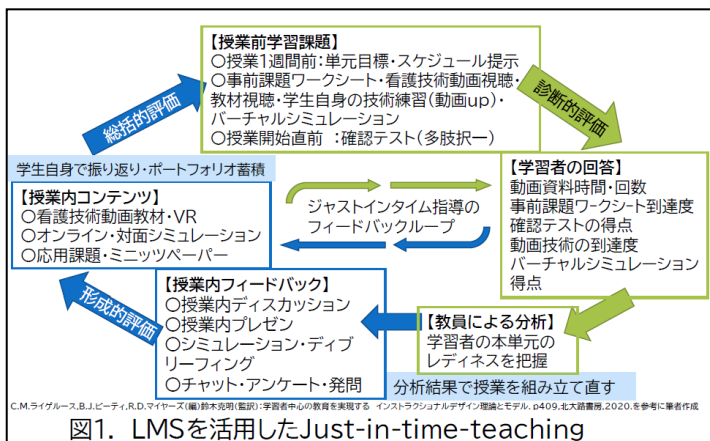 【授業前学習課題】
○授業1週間前:単元目標・スケジュール提示
○事前課題ワークシート・看護技術動画視聴・
教材視聴・学生自身の技術練習(動画up)・
バーチャルシミュレーション
○授業開始直前 :確認テスト(多肢択一)
総括的評価
診断的評価
学生自身で振り返り・ポートフォリオ蓄積
【授業内コンテンツ】
○看護技術動画教材・VR
○オンライン・対面シミュレーション
○応用課題・ミニッツペーパー
ジャストインタイム指導の
フィードバックループ
【学習者の回答】
動画資料時間・回数
事前課題ワークシート到達度
確認テストの得点
動画技術の到達度
バーチャルシミュレーション
得点
形成的評価
【授業内フィードバック】
○授業内ディスカッション
○授業内プレゼン
○シミュレーション・ディブ
リーフィング
○チャット・アンケート・発問
【教員による分析】
学習者の本単元の
レディネスを把握
分析結果で授業を組み立て直す
C.M.ライゲルース,B.J.ビーティ,R.D.マイヤーズ(編)鈴木克明(監訳):学習者中心の教育を実現する インストラクショナルデザイン理論とモデル. p409,北大路書房,2020.を参考に筆者作成
図1. LMSを活用したJust-in-time-teaching